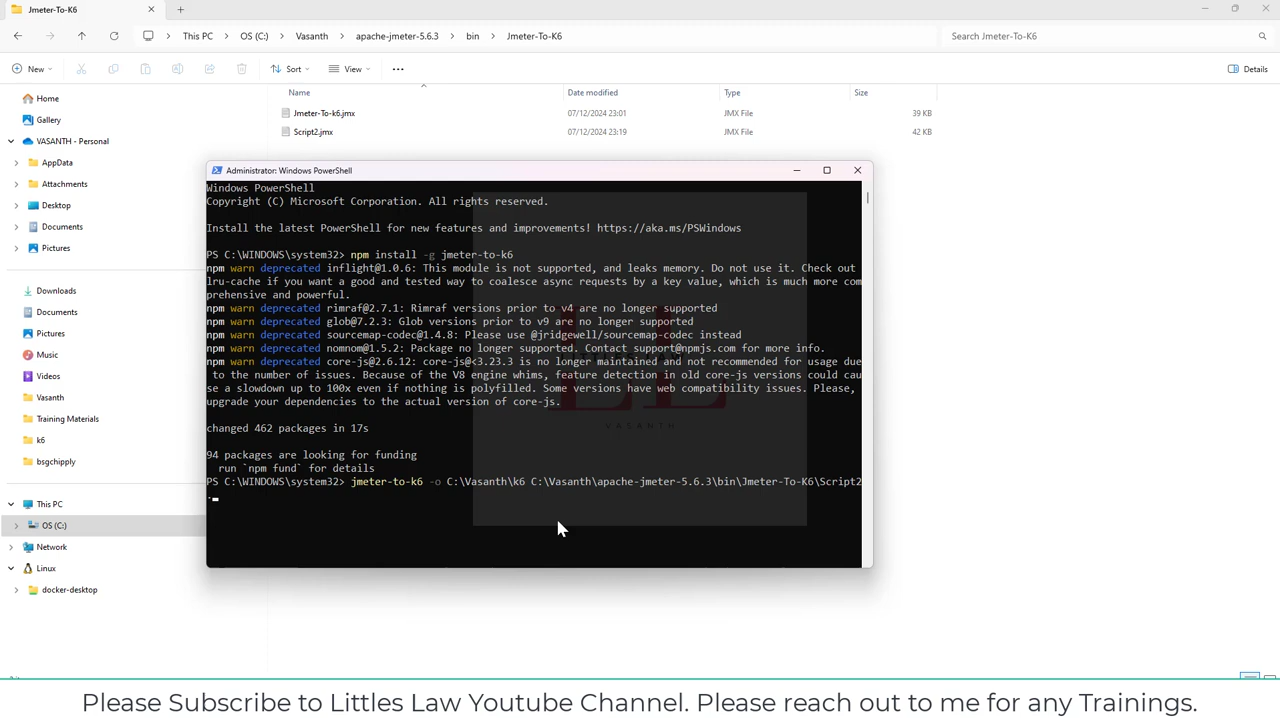 Jmeter-To-K6
This PC > OS (C:) > Vasanth > apache-jmeter-5.6.3 > bin > Jmeter-To-K6
Search Jmeter-To-K6
New
Sort
View
Details
Name
Date modified
Type
Size
Jmeter-To-k6.jmx 07/12/2024 23:01 JMX File 39 KB
Script2.jmx 07/12/2024 23:19 JMX File 42 KB
Home
Gallery
VASANTH - Personal
AppData
Attachments
Desktop
Documents
Pictures
Downloads
Documents
Pictures
Music
Videos
Vasanth
Training Materials
k6
bsgchipply
This PC
OS (C:)
Network
Linux
docker-desktop
Administrator: Windows PowerShell
Windows PowerShell
Copyright (C) Microsoft Corporation. All rights reserved.
Install the latest PowerShell for new features and improvements! https://aka.ms/PSWindows
PS C:\WINDOWS\system32> npm install -g jmeter-to-k6
npm warn deprecated inflight@1.0.6: This module is not supported, and leaks memory. Do not use it. Check out
lru-cache if you want a good and tested way to coalesce async requests by a key value, which is much more com
prehensive and powerful.
npm warn deprecated rimraf@2.7.1: Rimraf versions prior to v4 are no longer supported
npm warn deprecated glob@7.2.3: Glob versions prior to v9 are no longer supported
npm warn deprecated sourcemap-codec@1.4.8: Please use @jridgewell/sourcemap-codec instead
npm warn deprecated nomnom@1.5.2: Package no longer supported. Contact support@npmjs.com for more info.
npm warn deprecated core-js@2.6.12: core-js@<3.23.3 is no longer maintained and not recommended for usage due
to the number of issues. Because of the V8 engine whims, feature detection in old core-js versions could cau
se a slowdown up to 100x even if nothing is polyfilled. Some versions have web compatibility issues. Please,
upgrade your dependencies to the actual version of core-js.
changed 462 packages in 17s
94 packages are looking for funding
run `npm fund` for details
PS C:\WINDOWS\system32> jmeter-to-k6 -o C:\Vasanth\k6 C:\Vasanth\apache-jmeter-5.6.3\bin\Jmeter-To-K6\Script2
.
LL
VASANTH
Please Subscribe to Littles Law Youtube Channel. Please reach out to me for any Trainings.